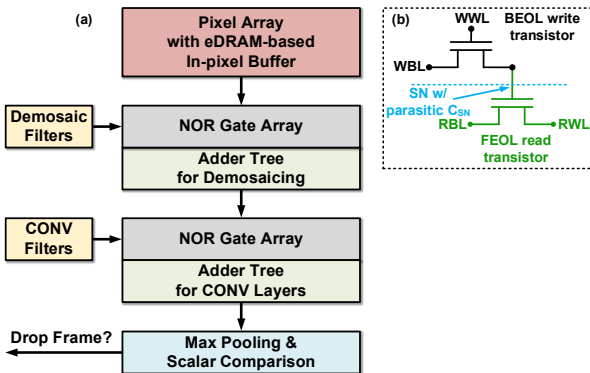 (a)
Pixel Array
with eDRAM-based
In-pixel Buffer
Demosaic
Filters
NOR Gate Array
Adder Tree
for Demosaicing
CONV
Filters
NOR Gate Array
Adder Tree
for CONV Layers
Drop Frame?
Max Pooling &
Scalar Comparison
(b)
WWL
BEOL write
transistor
WBL
SN w/
parasitic CSN
RBL
RWL
FEOL read
transistor